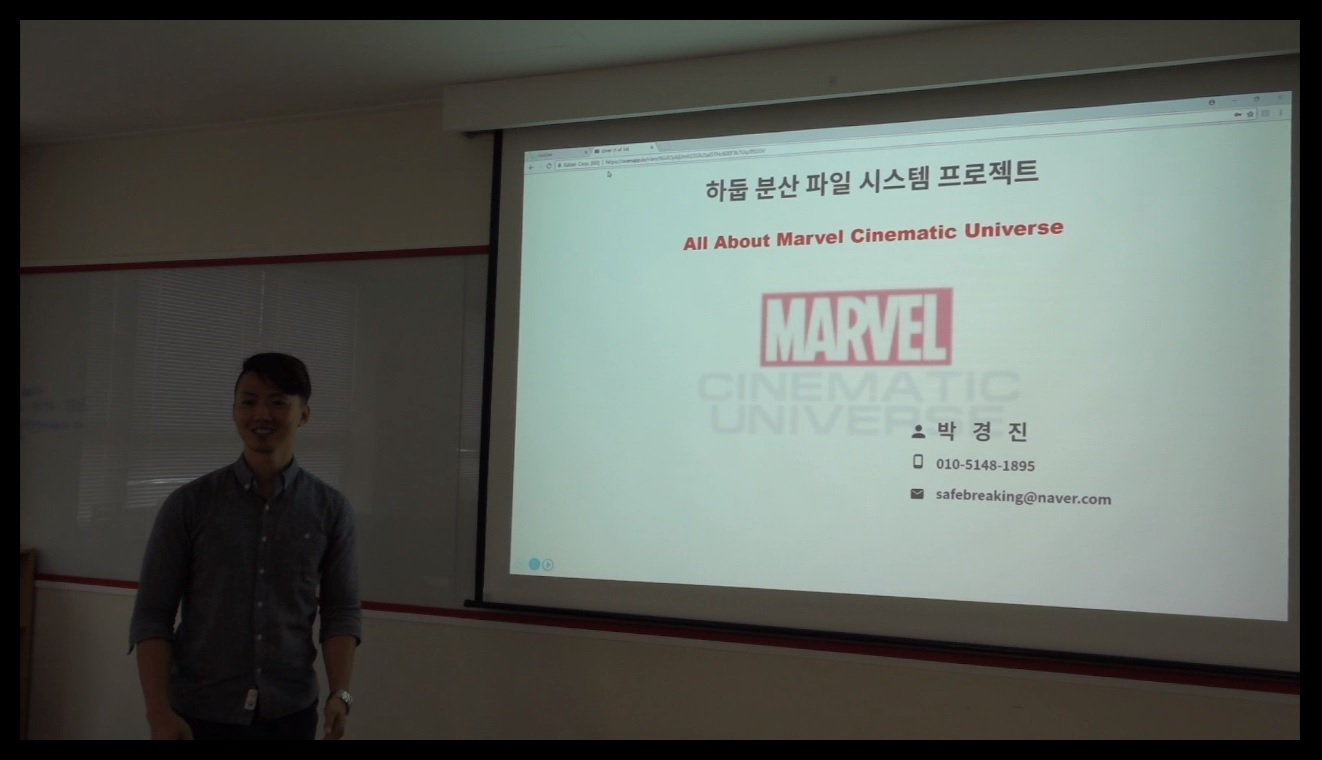 하둡 분산 파일 시스템 프로젝트
All About Marvel Cinematic Universe
MARVEL
CINEMATIC
UNIVERSE
박 경 진
010-5148-1895
safebreaking@naver.com